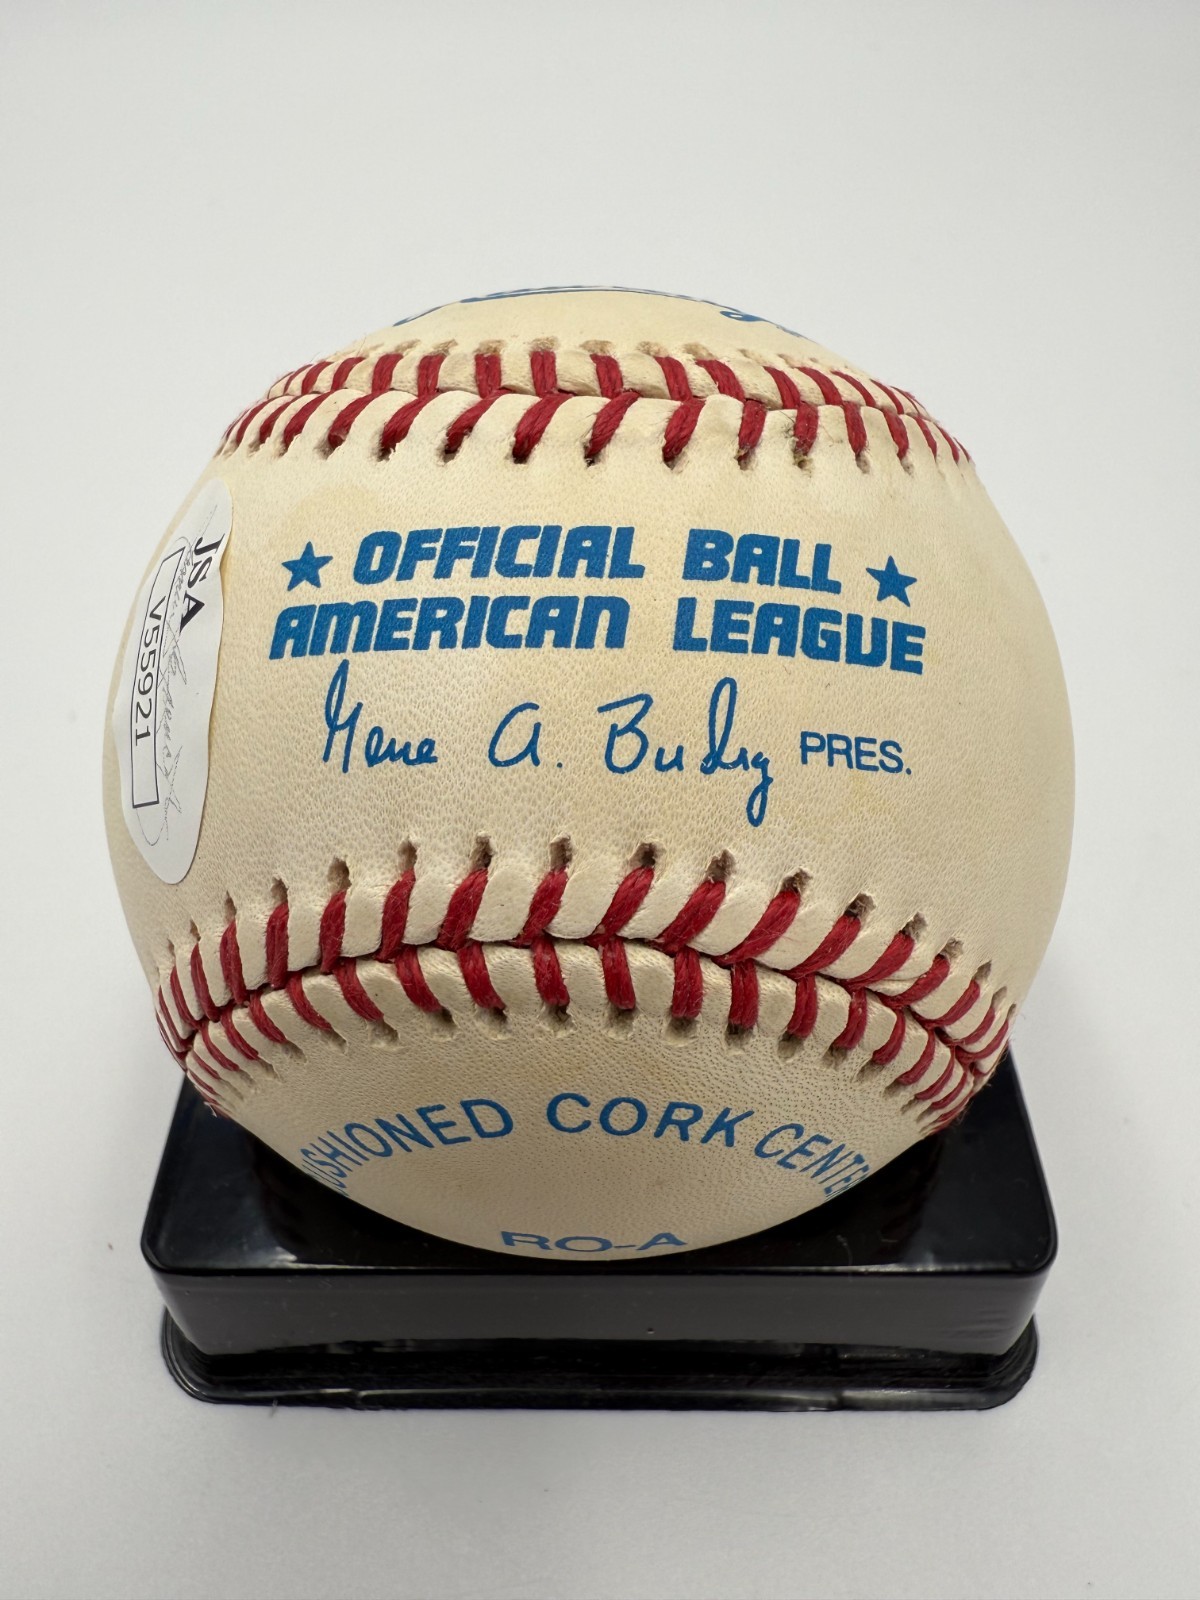 ★ OFFICIAL BALL ★
AMERICAN LEAGUE
Gene A. Budig PRES.
JSA
V55921
CUSHIONED CORK CENTER
RO-A